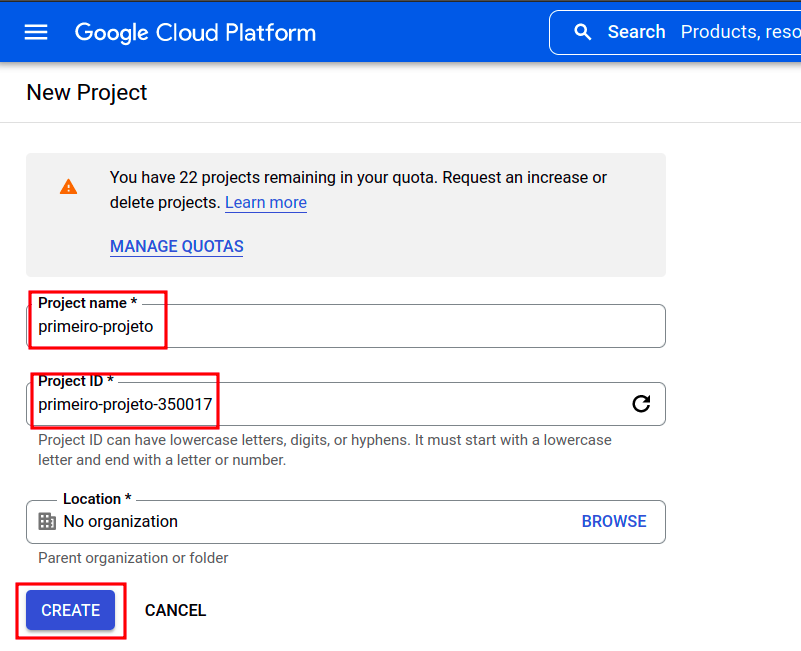 Google Cloud Platform
Search Products, reso
New Project
You have 22 projects remaining in your quota. Request an increase or
delete projects. Learn more
MANAGE QUOTAS
Project name *
primeiro-projeto
Project ID *
primeiro-projeto-350017
Project ID can have lowercase letters, digits, or hyphens. It must start with a lowercase
letter and end with a letter or number.
Location *
No organization
BROWSE
Parent organization or folder
CREATE
CANCEL